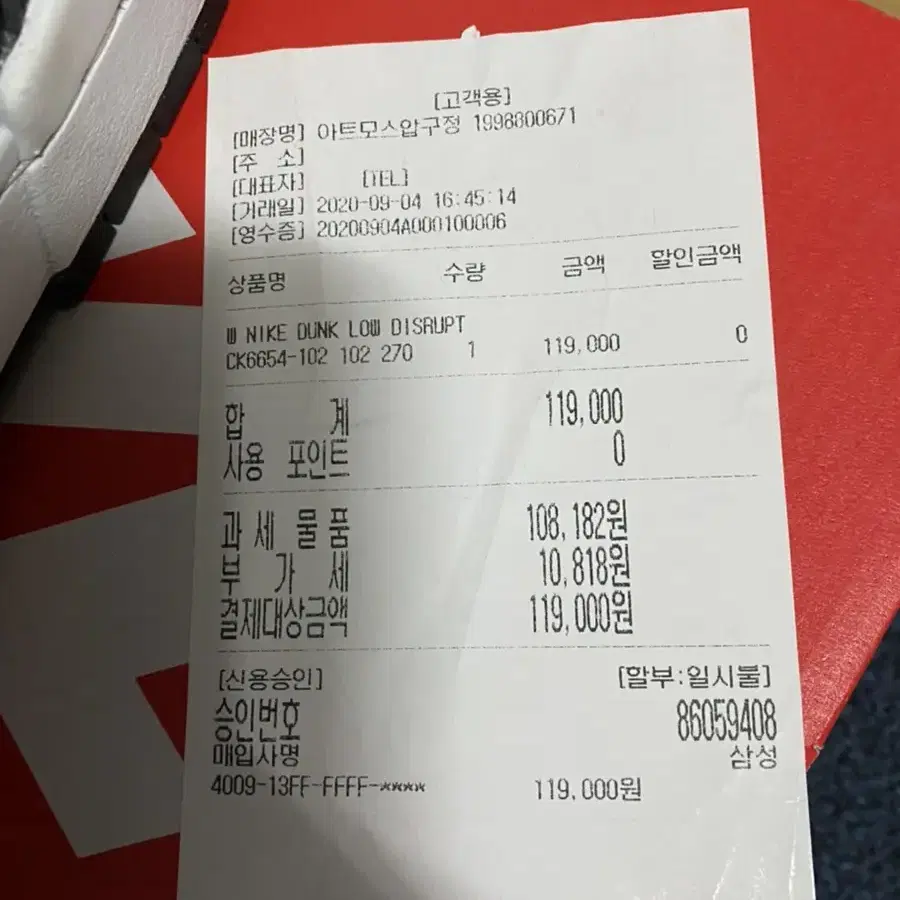 [고객용]
[매장명] 아트모스압구정 1998800671
[주 소]
[대표자] [TEL]
[거래일] 2020-09-04 16:45:14
[영수증] 20200904A000100006
상품명 수량 금액 할인금액
W NIKE DUNK LOW DISRUPT
CK6654-102 102 270 1 119,000 0
합 계 119,000
사용 포인트 0
과 세 물 품 108,182원
부 가 세 10,818원
결제대상금액 119,000원
[신용승인] [할부:일시불]
승인번호 86059408
매입사명 삼성
4009-13FF-FFFF-**** 119,000원